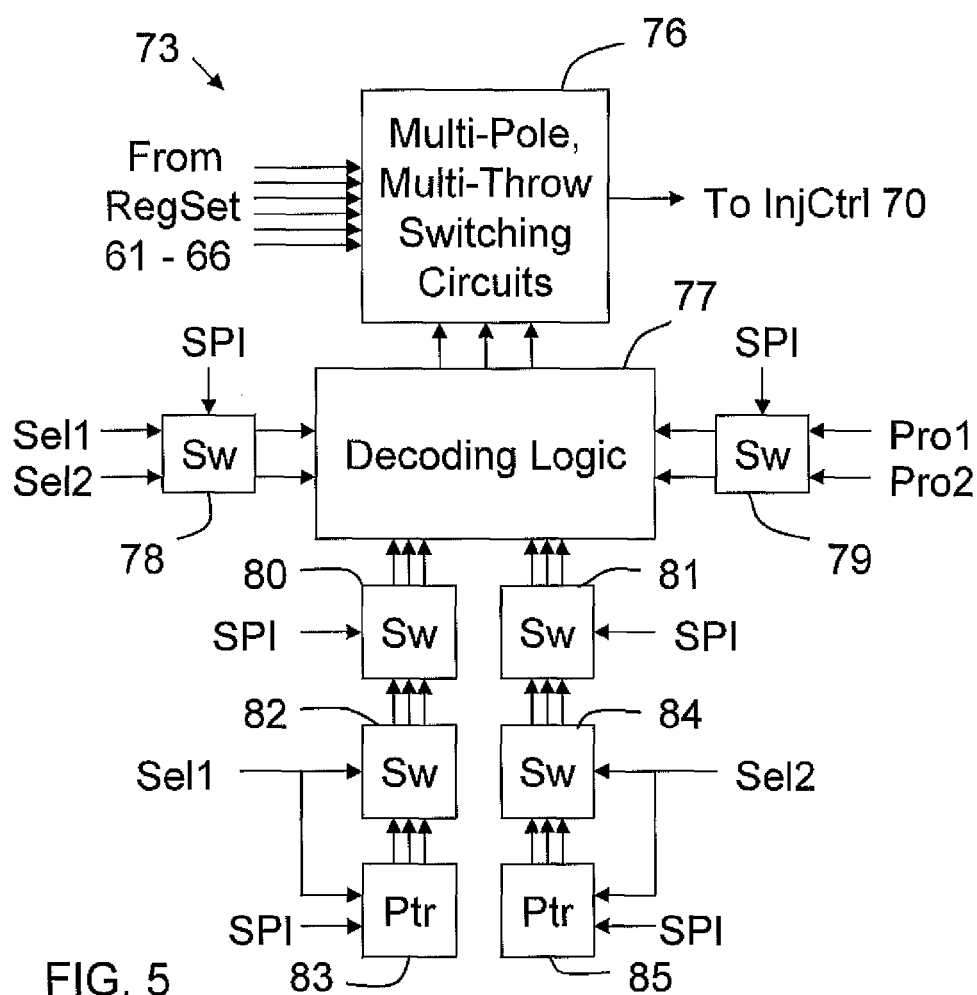 73
76
From
RegSet
61 - 66
Multi-Pole,
Multi-Throw
Switching
Circuits
To InjCtrl 70
77
SPI
SPI
Sel1
Sel2
Sw
Decoding Logic
Sw
Pro1
Pro2
78
79
80
81
SPI
Sw
Sw
SPI
82
84
Sel1
Sw
Sw
Sel2
SPI
Ptr
Ptr
SPI
83
85
FIG. 5